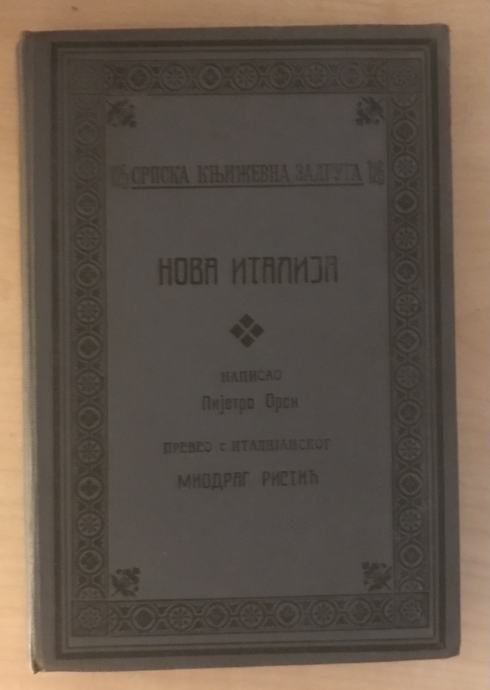 СРПСКА КЊИЖЕВНА ЗАДРУГА
НОВА ИТАЛИЈА
НАПИСАО
Пијетро Орси
ПРЕВЕО С ИТАЛИЈАНСКОГ
МИОДРАГ РИСТИЋ